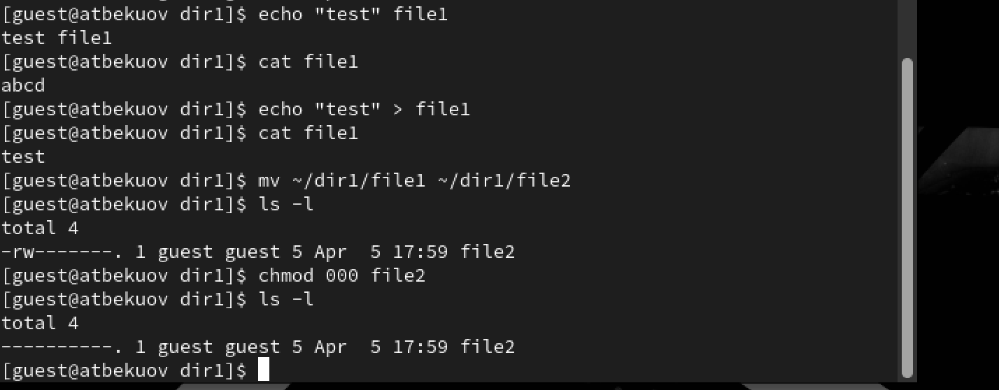 [guest@atbekuov dir1]$ echo "test" file1
test file1
[guest@atbekuov dir1]$ cat file1
abcd
[guest@atbekuov dir1]$ echo "test" > file1
[guest@atbekuov dir1]$ cat file1
test
[guest@atbekuov dir1]$ mv ~/dir1/file1 ~/dir1/file2
[guest@atbekuov dir1]$ ls -l
total 4
-rw-------. 1 guest guest 5 Apr  5 17:59 file2
[guest@atbekuov dir1]$ chmod 000 file2
[guest@atbekuov dir1]$ ls -l
total 4
----------. 1 guest guest 5 Apr  5 17:59 file2
[guest@atbekuov dir1]$